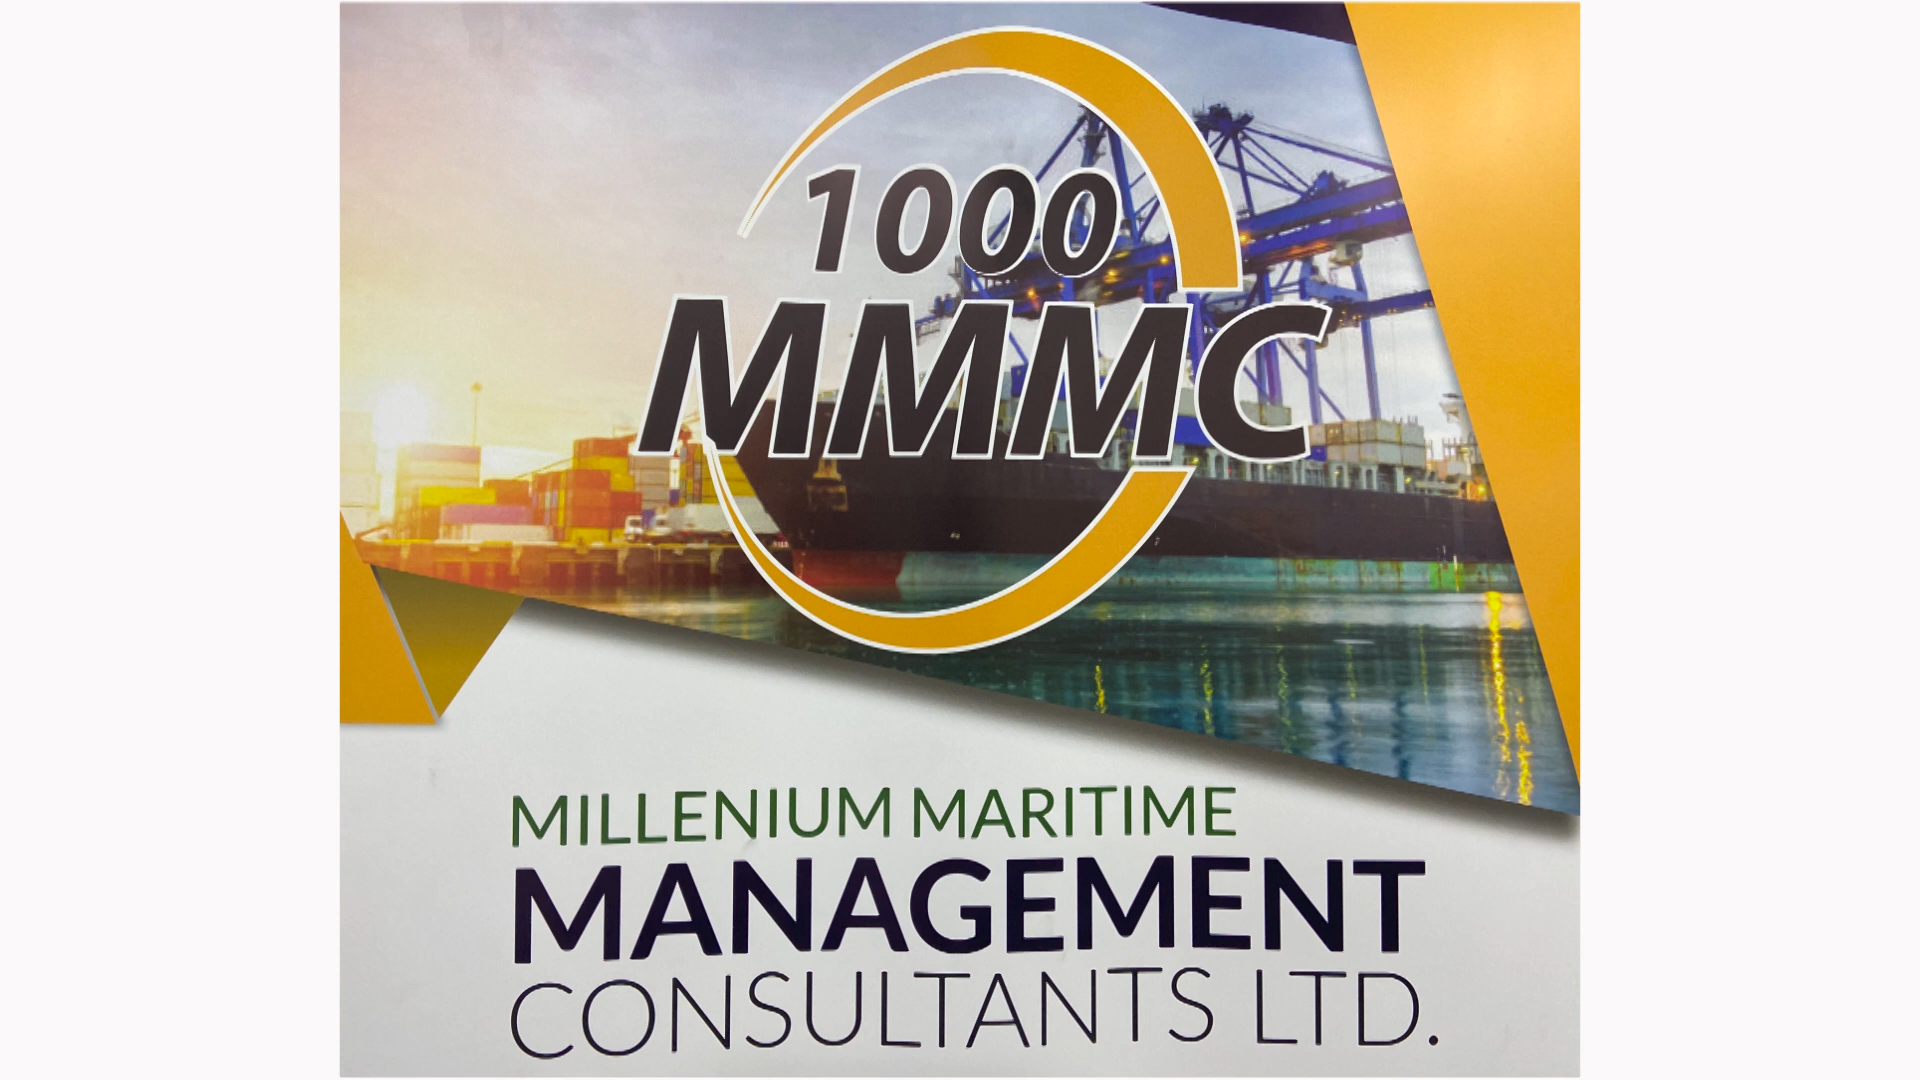 1000
MMMC
MILLENIUM MARITIME
MANAGEMENT
CONSULTANTS LTD.